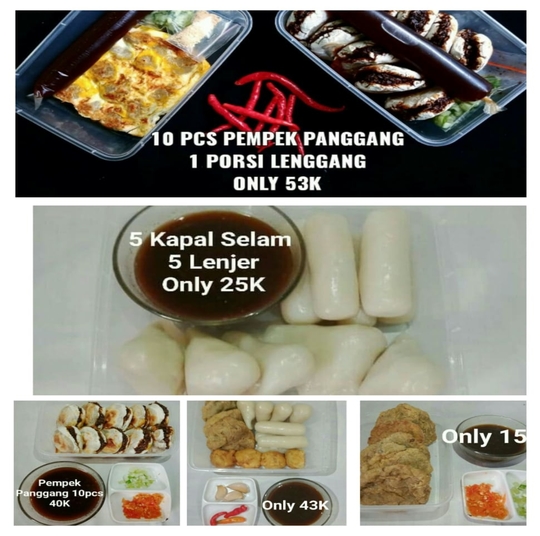 10 PCS PEMPEK PANGGANG
1 PORSI LENGGANG
ONLY 53K
5 Kapal Selam
5 Lenjer
Only 25K
Pempek
Panggang 10pcs
40K
Only 43K
Only 15